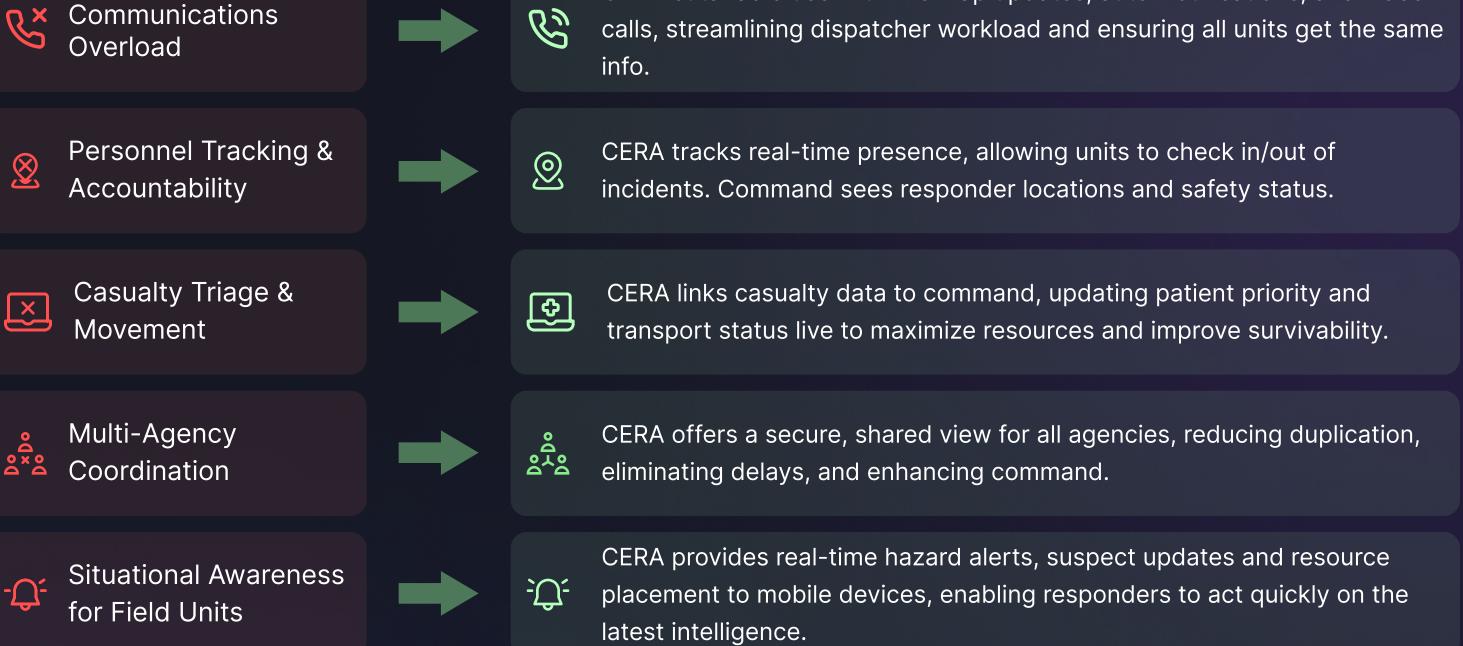 Communications
Overload
calls, streamlining dispatcher workload and ensuring all units get the same
info.
Personnel Tracking &
Accountability
CERA tracks real-time presence, allowing units to check in/out of
incidents. Command sees responder locations and safety status.
Casualty Triage &
Movement
CERA links casualty data to command, updating patient priority and
transport status live to maximize resources and improve survivability.
Multi-Agency
Coordination
CERA offers a secure, shared view for all agencies, reducing duplication,
eliminating delays, and enhancing command.
Situational Awareness
for Field Units
CERA provides real-time hazard alerts, suspect updates and resource
placement to mobile devices, enabling responders to act quickly on the
latest intelligence.